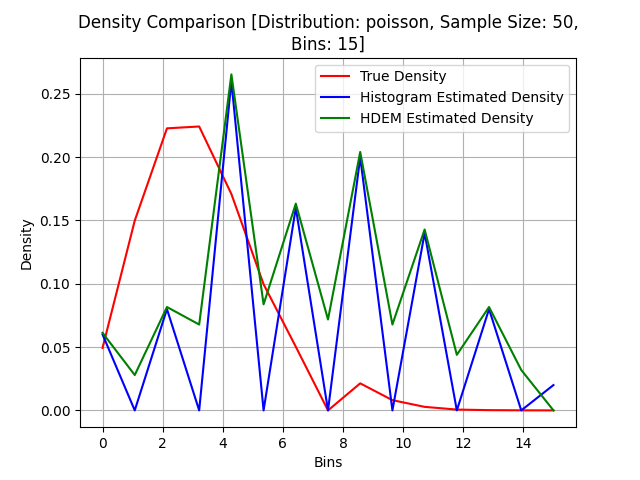 Density Comparison [Distribution: poisson, Sample Size: 50,
Bins: 15]
True Density
Histogram Estimated Density
HDEM Estimated Density
Density
0.25
0.20
0.15
0.10
0.05
0.00
0 2 4 6 8 10 12 14
Bins